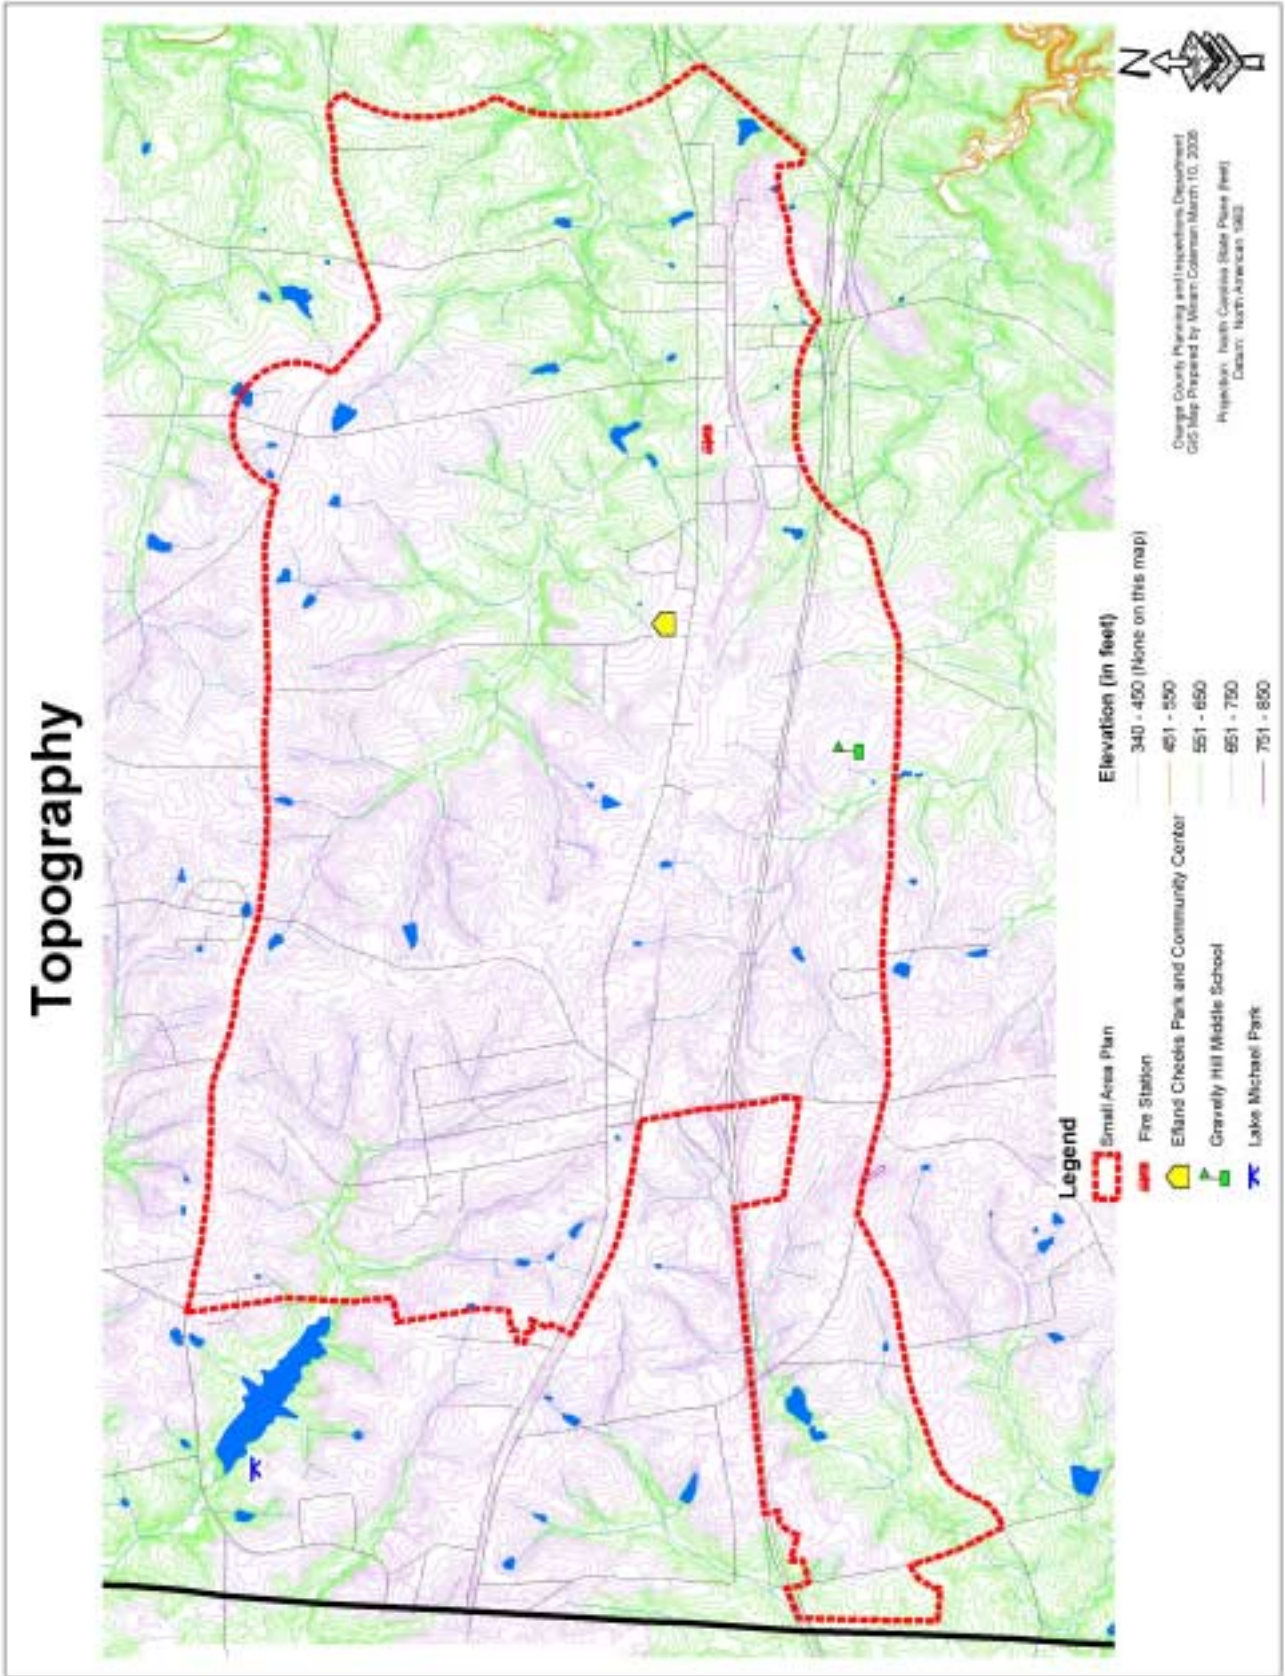 Topography
N
Orange County Planning and Inspections Department
GIS Map Prepared by Miriam Coleman March 10, 2006
Projection: North Carolina State Plane (feet)
Datum: North American 1983
Legend
Small Area Plan
Fire Station
Efland Cheeks Park and Community Center
Gravelly Hill Middle School
Lake Michael Park
Elevation (in feet)
340 - 450 (None on this map)
451 - 550
551 - 650
651 - 750
751 - 850